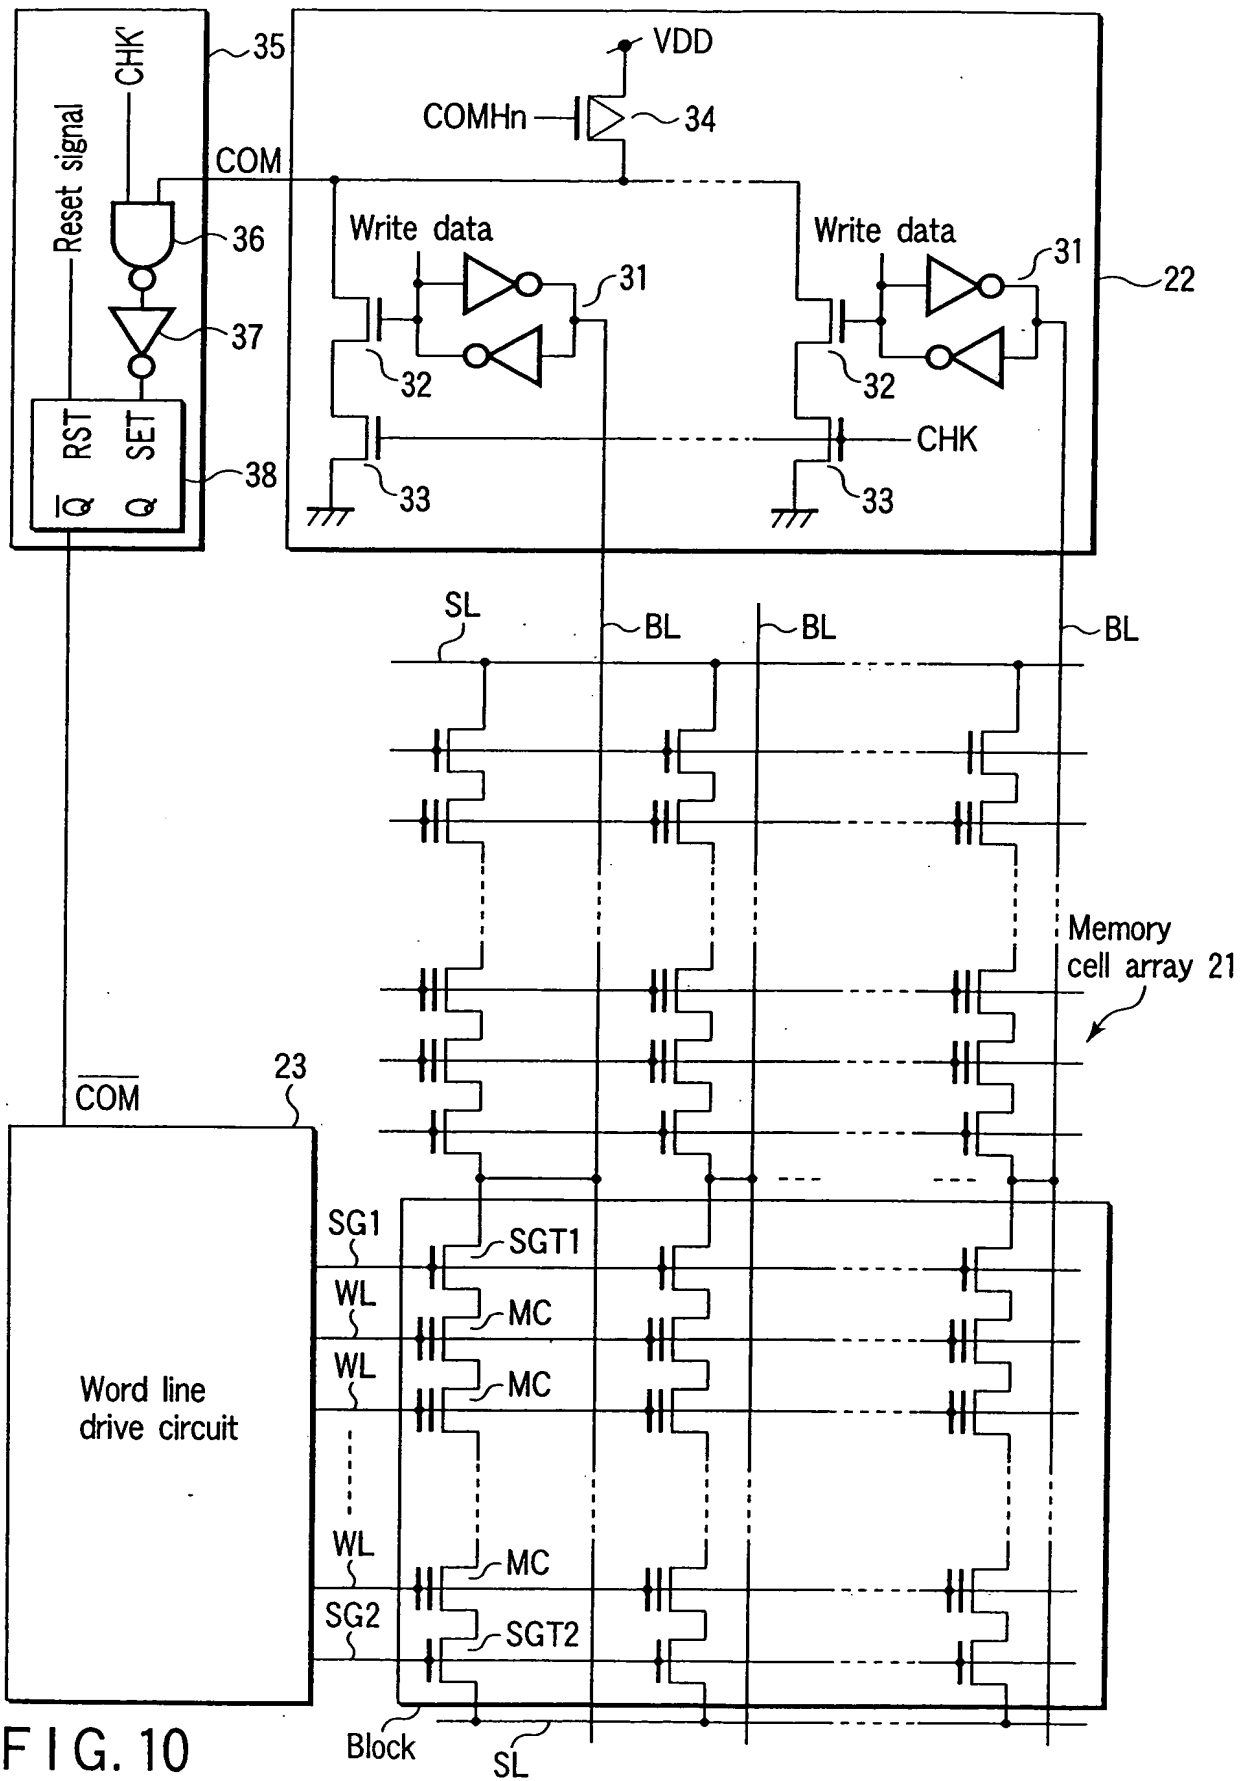 CHK'
35
Reset signal
36
37
RST
SET
38
Q̅
Q
VDD
COMHn
34
COM
Write data
31
32
33
Write data
31
32
CHK
33
22
SL
BL
BL
BL
Memory
cell array 21
C̅O̅M̅
23
Word line
drive circuit
SG1
SGT1
WL
MC
WL
MC
WL
MC
SG2
SGT2
Block
SL
FIG. 10